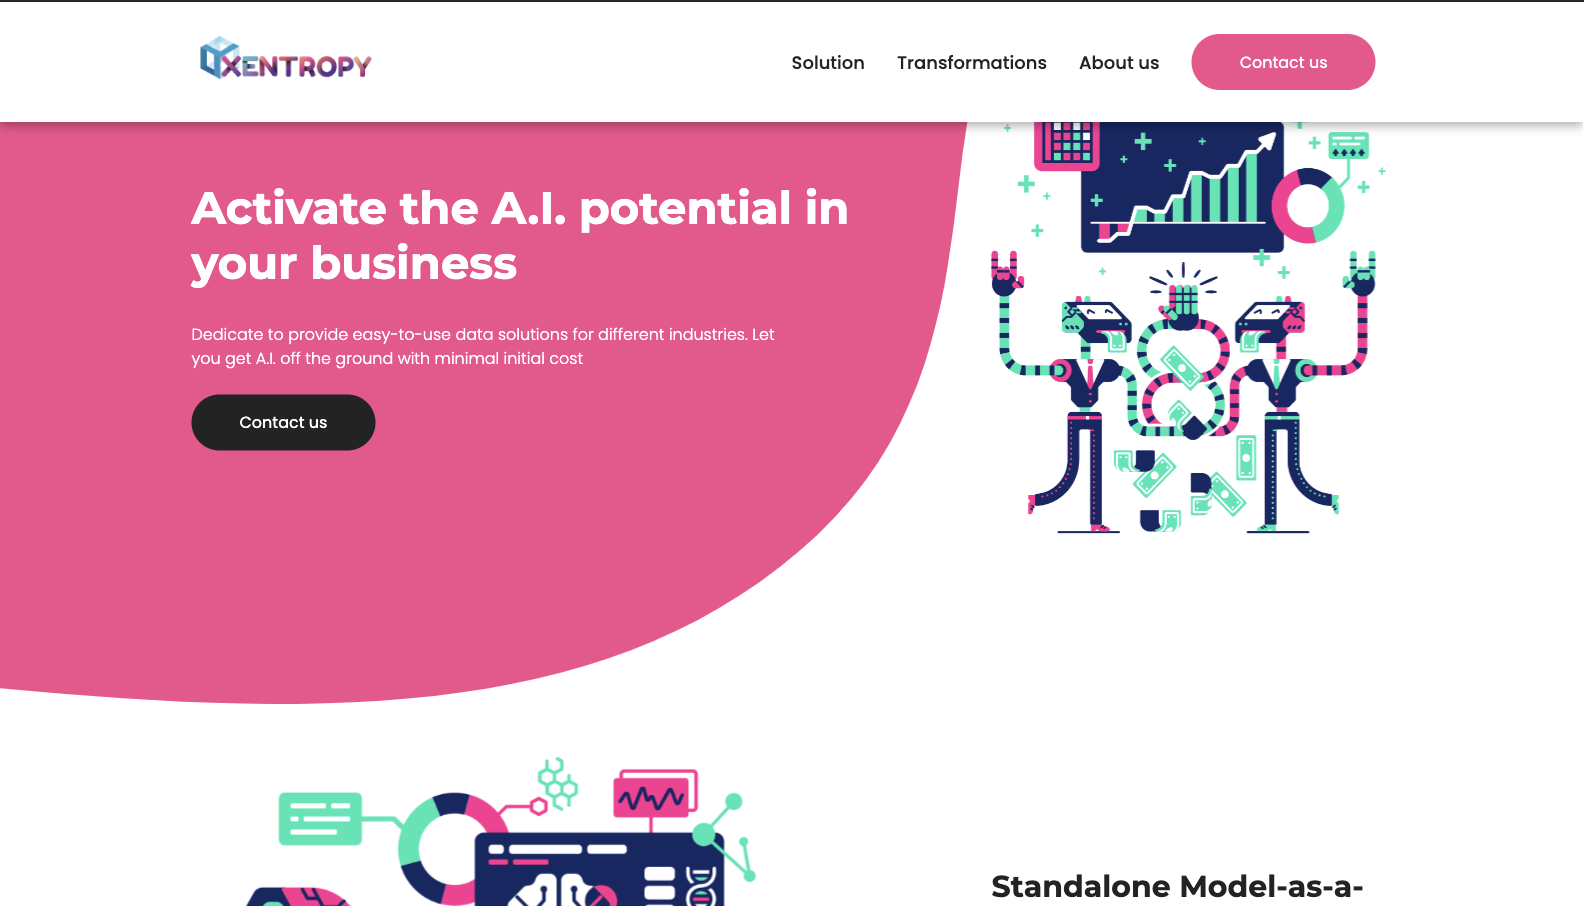 XENTROPY
Solution
Transformations
About us
Contact us
Activate the A.I. potential in
your business
Dedicate to provide easy-to-use data solutions for different industries. Let
you get A.I. off the ground with minimal initial cost
Contact us
Standalone Model-as-a-